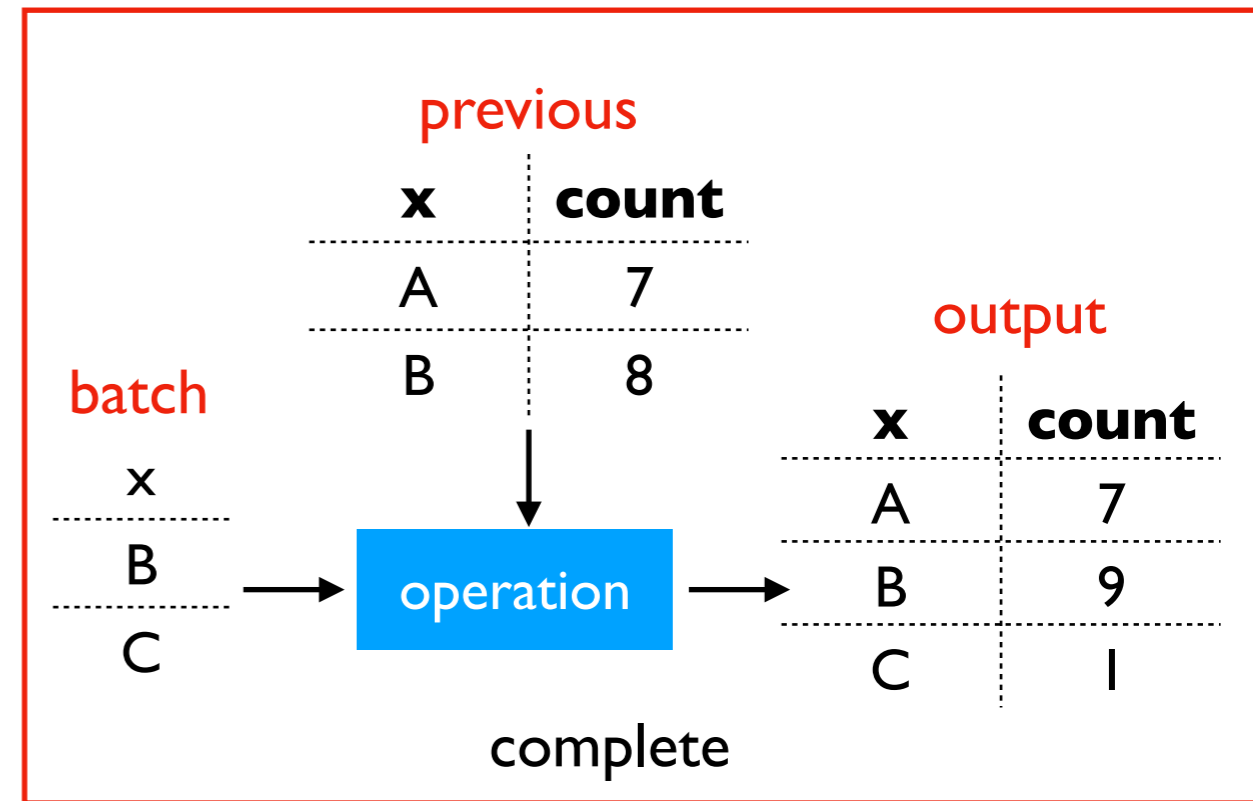 previous
x count
A 7
B 8
batch
x
B
C
operation
output
x count
A 7
B 9
C 1
complete